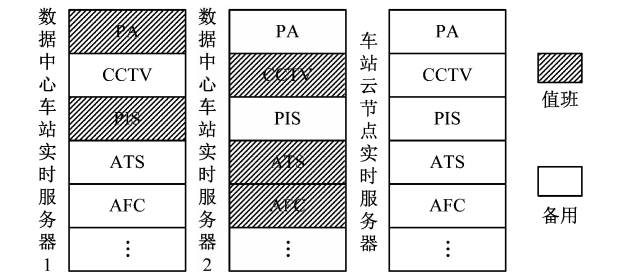 数据中心车站实时服务器1
PA
CCTV
PIS
ATS
AFC
⋮
数据中心车站实时服务器2
PA
CCTV
PIS
ATS
AFC
⋮
车站云节点实时服务器
PA
CCTV
PIS
ATS
AFC
⋮
值班
备用